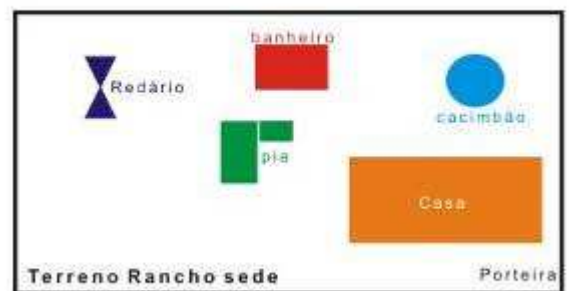 banheiro
Redário
cacimbão
pia
Casa
Terreno Rancho sede
Porteira